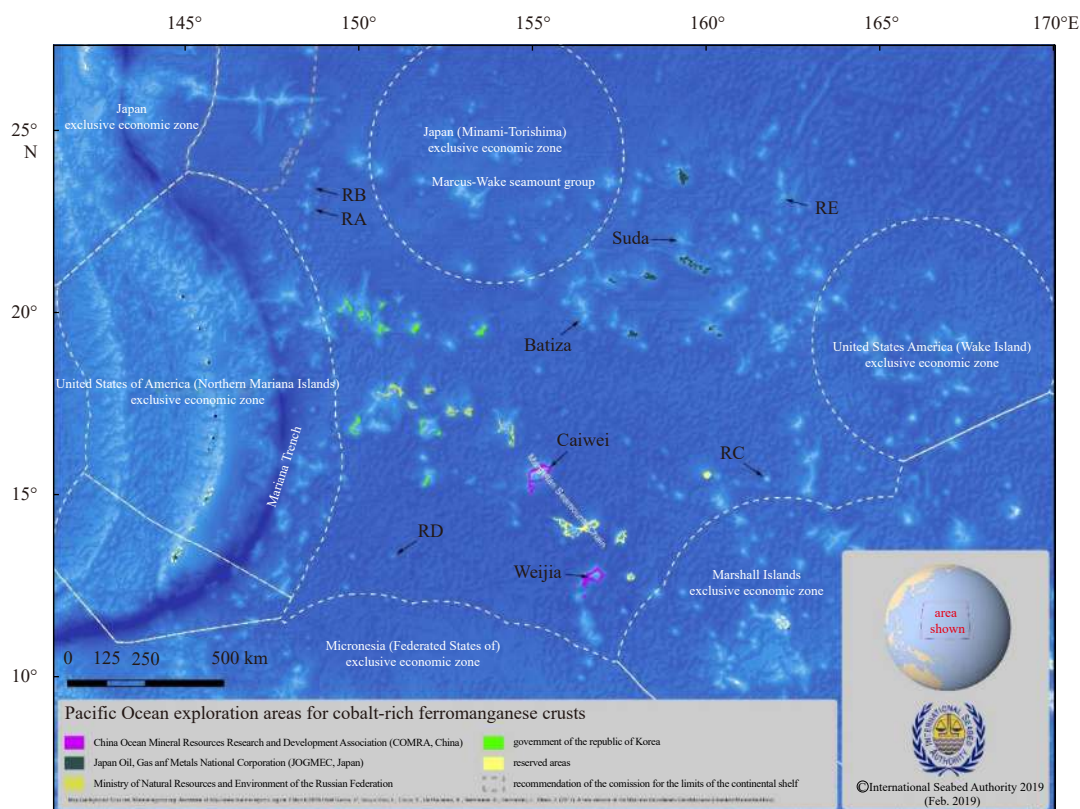 145° 150° 155° 160° 165° 170°E
25°
N
20°
15°
10°
Japan
exclusive economic zone
Japan (Minami-Torishima)
exclusive economic zone
Marcus-Wake seamount group
RB
RA
RE
Suda
Batiza
United States America (Wake Island)
exclusive economic zone
United States of America (Northern Mariana Islands)
exclusive economic zone
Mariana Trench
Caiwei
RC
RD
Weijia
Marshall Islands
exclusive economic zone
Micronesia (Federated States of)
exclusive economic zone
0 125 250 500 km
area
shown
Pacific Ocean exploration areas for cobalt-rich ferromanganese crusts
China Ocean Mineral Resources Research and Development Association (COMRA, China)
Japan Oil, Gas anf Metals National Corporation (JOGMEC, Japan)
Ministry of Natural Resources and Environment of the Russian Federation
government of the republic of Korea
reserved areas
recomendation of the comission for the limits of the continental shelf
INTERNATIONAL SEABED AUTHORITY
©International Seabed Authority 2019
(Feb. 2019)